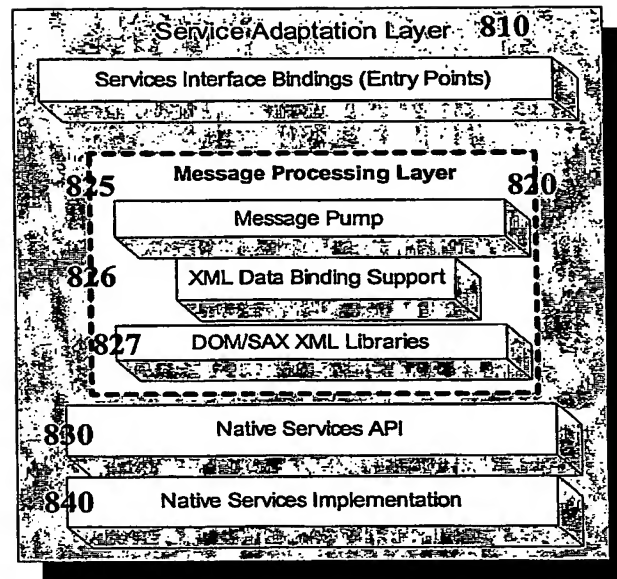 Service Adaptation Layer 810
Services Interface Bindings (Entry Points)
825 Message Processing Layer 820
Message Pump
826 XML Data Binding Support
827 DOM/SAX XML Libraries
830 Native Services API
840 Native Services Implementation